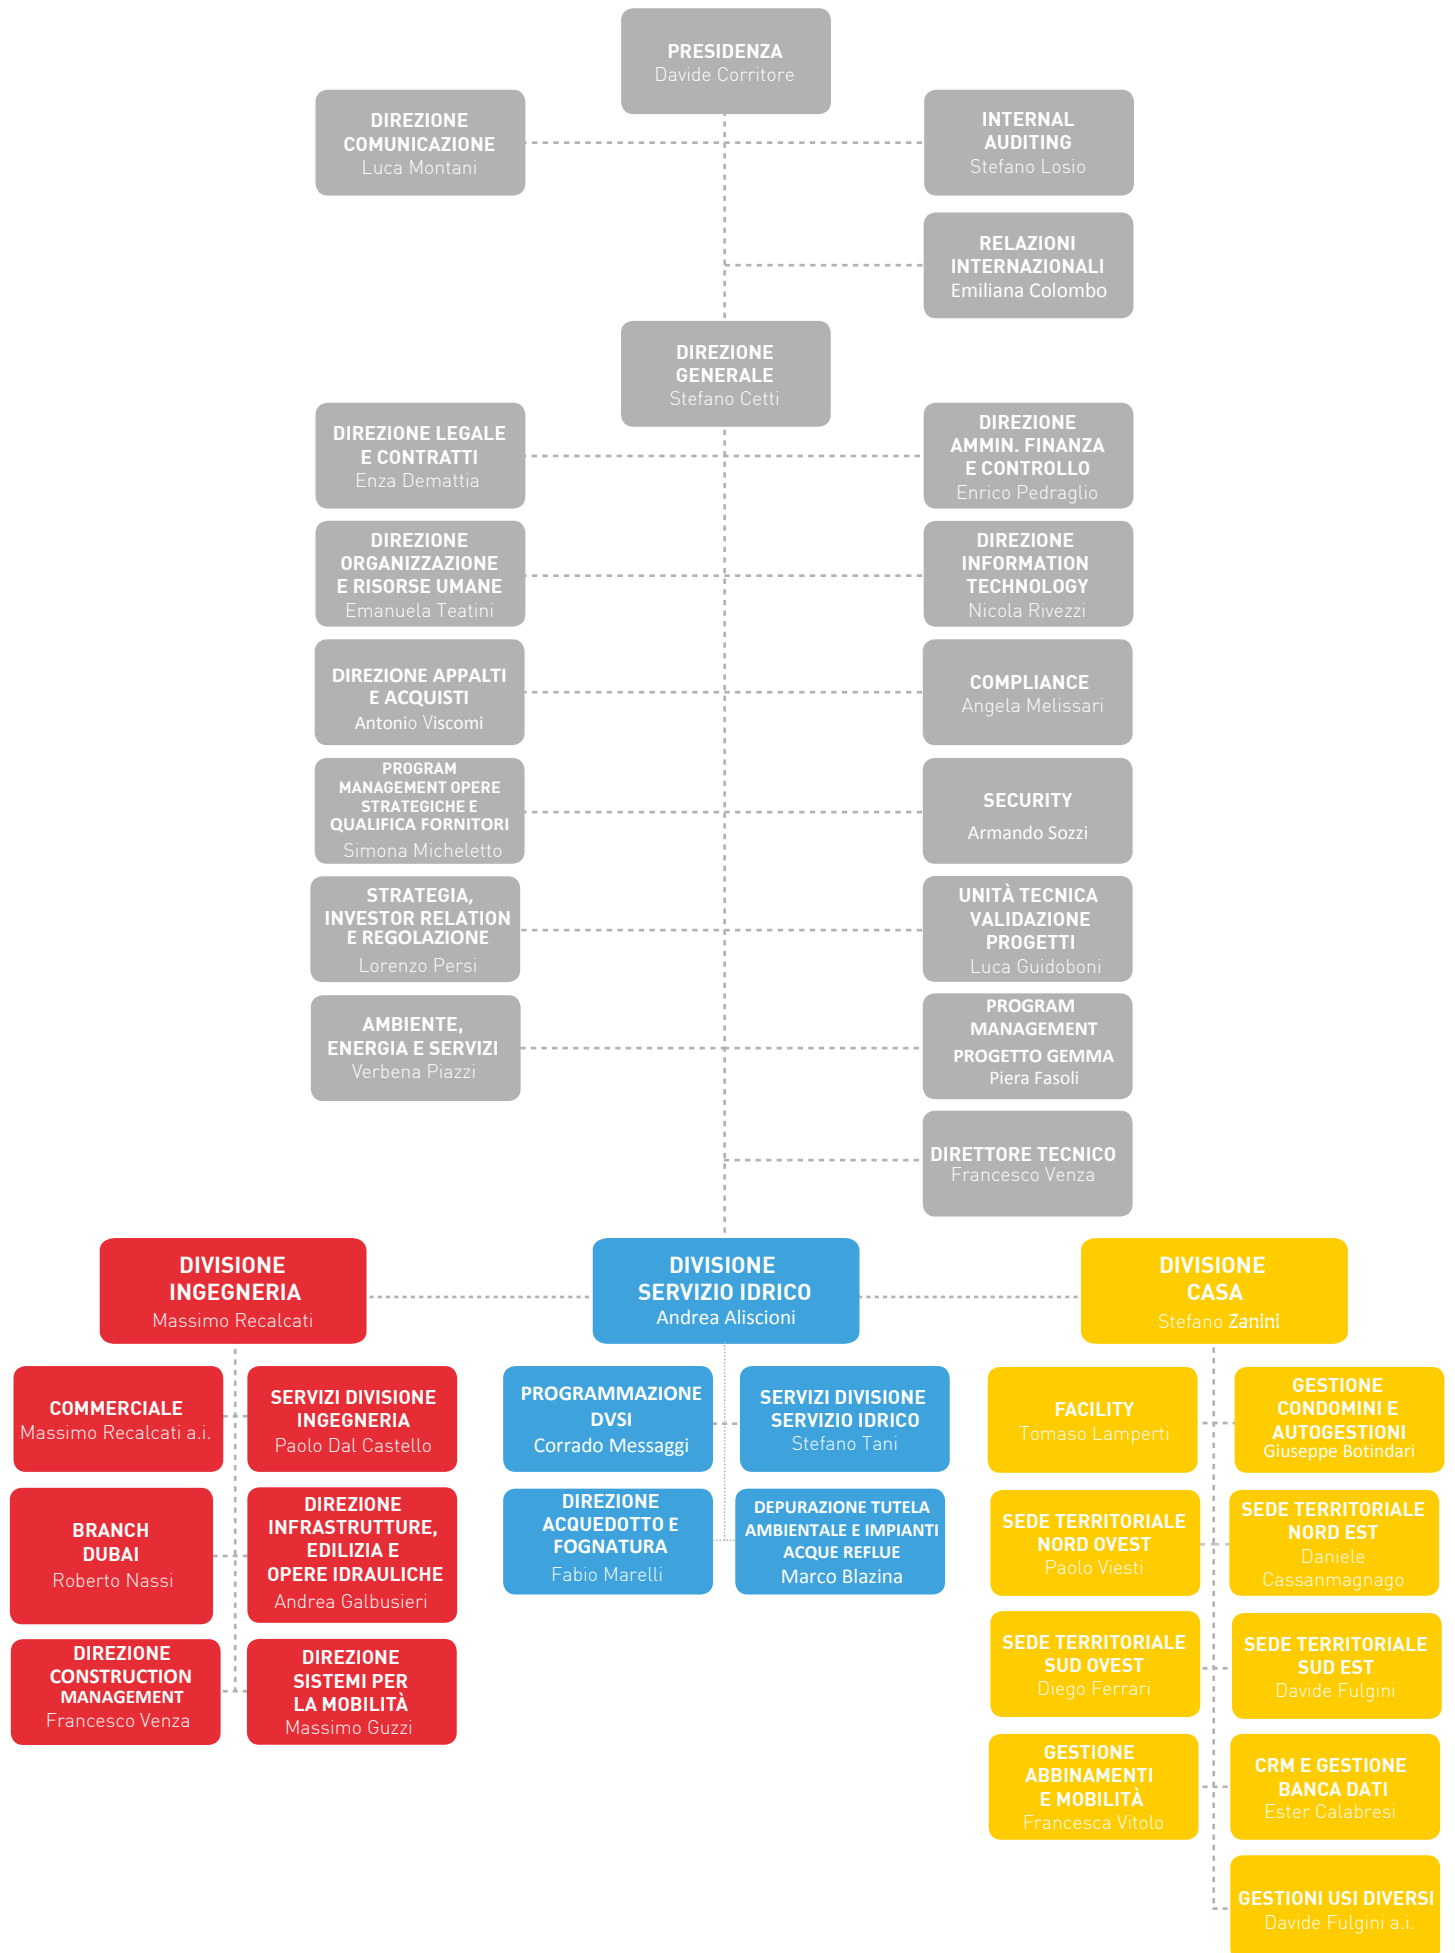 PRESIDENZA
Davide Corritore
DIREZIONE
COMUNICAZIONE
Luca Montani
INTERNAL
AUDITING
Stefano Losio
RELAZIONI
INTERNAZIONALI
Emiliana Colombo
DIREZIONE
GENERALE
Stefano Cetti
DIREZIONE LEGALE
E CONTRATTI
Enza Demattia
DIREZIONE
AMMIN. FINANZA
E CONTROLLO
Enrico Pedraglio
DIREZIONE
ORGANIZZAZIONE
E RISORSE UMANE
Emanuela Teatini
DIREZIONE
INFORMATION
TECHNOLOGY
Nicola Rivezzi
DIREZIONE APPALTI
E ACQUISTI
Antonio Viscomi
COMPLIANCE
Angela Melissari
PROGRAM
MANAGEMENT OPERE
STRATEGICHE E
QUALIFICA FORNITORI
Simona Micheletto
SECURITY
Armando Sozzi
STRATEGIA,
INVESTOR RELATION
E REGOLAZIONE
Lorenzo Persi
UNITÀ TECNICA
VALIDAZIONE
PROGETTI
Luca Guidoboni
AMBIENTE,
ENERGIA E SERVIZI
Verbena Piazzi
PROGRAM
MANAGEMENT
PROGETTO GEMMA
Piera Fasoli
DIRETTORE TECNICO
Francesco Venza
DIVISIONE
INGEGNERIA
Massimo Recalcati
DIVISIONE
SERVIZIO IDRICO
Andrea Aliscioni
DIVISIONE
CASA
Stefano Zanini
COMMERCIALE
Massimo Recalcati a.i.
SERVIZI DIVISIONE
INGEGNERIA
Paolo Dal Castello
BRANCH
DUBAI
Roberto Nassi
DIREZIONE
INFRASTRUTTURE,
EDILIZIA E
OPERE IDRAULICHE
Andrea Galbusieri
DIREZIONE
CONSTRUCTION
MANAGEMENT
Francesco Venza
DIREZIONE
SISTEMI PER
LA MOBILITÀ
Massimo Guzzi
PROGRAMMAZIONE
DVSI
Corrado Messaggi
SERVIZI DIVISIONE
SERVIZIO IDRICO
Stefano Tani
DIREZIONE
ACQUEDOTTO E
FOGNATURA
Fabio Marelli
DEPURAZIONE TUTELA
AMBIENTALE E IMPIANTI
ACQUE REFLUE
Marco Blazina
FACILITY
Tomaso Lamperti
GESTIONE
CONDOMINI E
AUTOGESTIONI
Giuseppe Botindari
SEDE TERRITORIALE
NORD OVEST
Paolo Viesti
SEDE TERRITORIALE
NORD EST
Daniele
Cassanmagnago
SEDE TERRITORIALE
SUD OVEST
Diego Ferrari
SEDE TERRITORIALE
SUD EST
Davide Fulgini
GESTIONE
ABBINAMENTI
E MOBILITÀ
Francesca Vitolo
CRM E GESTIONE
BANCA DATI
Ester Calabresi
GESTIONI USI DIVERSI
Davide Fulgini a.i.